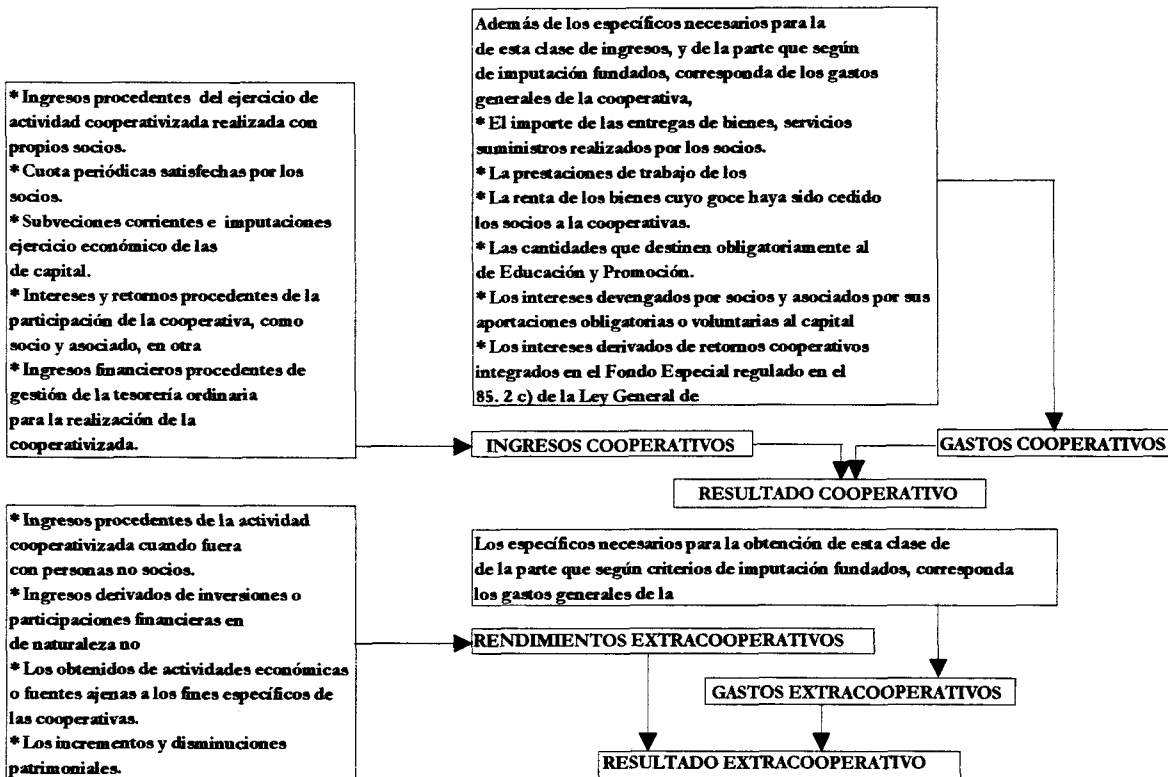 * Ingresos procedentes del ejercicio de
actividad cooperativizada realizada con
propios socios.
* Cuota periódicas satisfechas por los
socios.
* Subveciones corrientes e imputaciones
ejercicio económico de las
de capital.
* Intereses y retornos procedentes de la
participación de la cooperativa, como
socio y asociado, en otra
* Ingresos financieros procedentes de
gestión de la tesorería ordinaria
para la realización de la
cooperativizada.
Además de los específicos necesarios para la
de esta clase de ingresos, y de la parte que según
de imputación fundados, corresponda de los gastos
generales de la cooperativa,
* El importe de las entregas de bienes, servicios
suministros realizados por los socios.
* La prestaciones de trabajo de los
* La renta de los bienes cuyo goce haya sido cedido
los socios a la cooperativas.
* Las cantidades que destinen obligatoriamente al
de Educación y Promoción.
* Los intereses devengados por socios y asociados por sus
aportaciones obligatorias o voluntarias al capital
* Los intereses derivados de retornos cooperativos
integrados en el Fondo Especial regulado en el
85. 2 c) de la Ley General de
INGRESOS COOPERATIVOS
GASTOS COOPERATIVOS
RESULTADO COOPERATIVO
* Ingresos procedentes de la actividad
cooperativizada cuando fuera
con personas no socios.
* Ingresos derivados de inversiones o
participaciones financieras en
de naturaleza no
* Los obtenidos de actividades económicas
o fuentes ajenas a los fines específicos de
las cooperativas.
* Los incrementos y disminuciones
patrimoniales.
Los específicos necesarios para la obtención de esta clase de
de la parte que según criterios de imputación fundados, corresponda
los gastos generales de la
RENDIMIENTOS EXTRACOOPERATIVOS
GASTOS EXTRACOOPERATIVOS
RESULTADO EXTRACOOPERATIVO